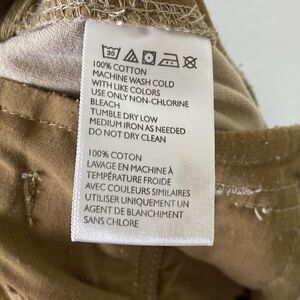 30
100% COTTON
MACHINE WASH COLD
WITH LIKE COLORS
USE ONLY NON-CHLORINE
BLEACH
TUMBLE DRY LOW
MEDIUM IRON AS NEEDED
DO NOT DRY CLEAN
100% COTON
LAVAGE EN MACHINE À
TEMPÉRATURE FROIDE
AVEC COULEURS SIMILAIRES
UTILISER UNIQUEMENT UN
AGENT DE BLANCHIMENT
SANS CHLORE